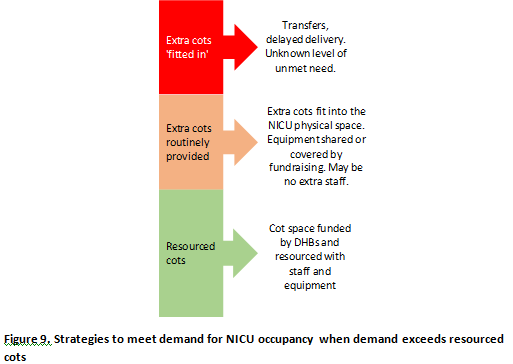 Extra cots
'fitted in'
Transfers,
delayed delivery.
Unknown level of
unmet need.
Extra cots
routinely
provided
Extra cots fit into the
NICU physical space.
Equipment shared or
covered by
fundraising. May be
no extra staff.
Resourced
cots
Cot space funded
by DHBs and
resourced with
staff and
equipment
Figure 9. Strategies to meet demand for NICU occupancy when demand exceeds resourced
cots